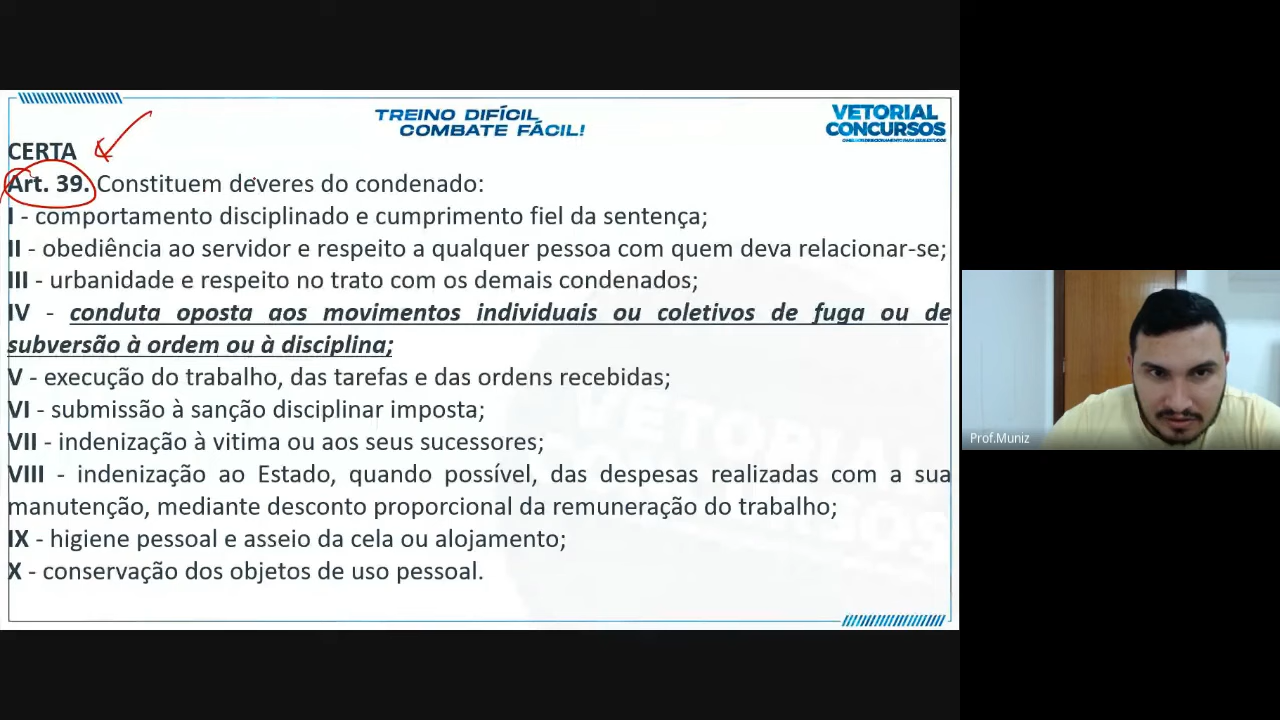 TREINO DIFÍCIL
COMBATE FÁCIL!
VETORIAL
CONCURSOS
CERTA
Art. 39. Constituem deveres do condenado:
I - comportamento disciplinado e cumprimento fiel da sentença;
II - obediência ao servidor e respeito a qualquer pessoa com quem deva relacionar-se;
III - urbanidade e respeito no trato com os demais condenados;
IV - conduta oposta aos movimentos individuais ou coletivos de fuga ou de
subversão à ordem ou à disciplina;
V - execução do trabalho, das tarefas e das ordens recebidas;
VI - submissão à sanção disciplinar imposta;
VII - indenização à vitima ou aos seus sucessores;
VIII - indenização ao Estado, quando possível, das despesas realizadas com a sua
manutenção, mediante desconto proporcional da remuneração do trabalho;
IX - higiene pessoal e asseio da cela ou alojamento;
X - conservação dos objetos de uso pessoal.
Prof.Muniz